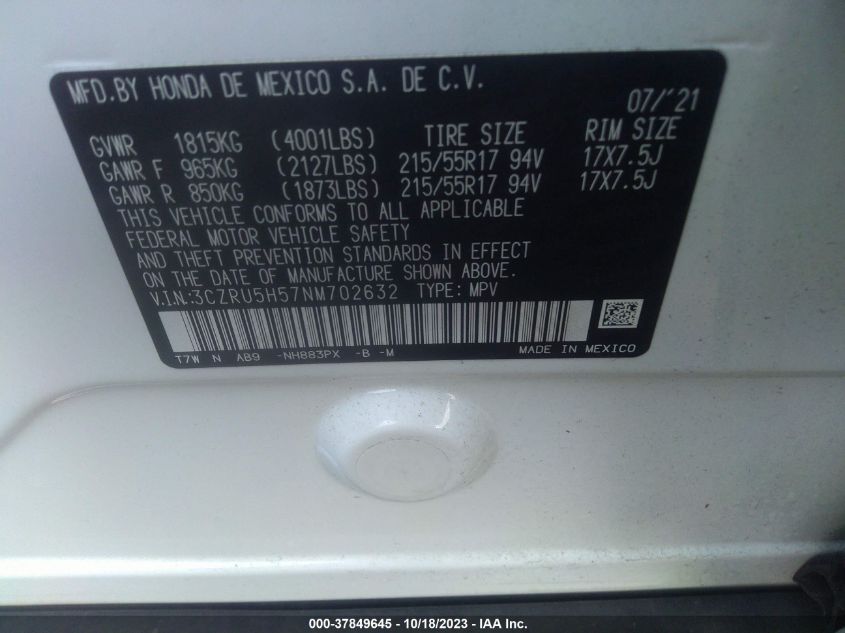 MFD.BY HONDA DE MEXICO S.A. DE C.V.
07/'21
GVWR 1815KG (4001LBS) TIRE SIZE RIM SIZE
GAWR F 965KG (2127LBS) 215/55R17 94V 17X7.5J
GAWR R 850KG (1873LBS) 215/55R17 94V 17X7.5J
THIS VEHICLE CONFORMS TO ALL APPLICABLE
FEDERAL MOTOR VEHICLE SAFETY
AND THEFT PREVENTION STANDARDS IN EFFECT
ON THE DATE OF MANUFACTURE SHOWN ABOVE.
V.I.N:3CZRU5H57NM702632 TYPE: MPV
T7W N AB9 -NH883PX -B -M MADE IN MEXICO
000-37849645 - 10/18/2023 - IAA Inc.